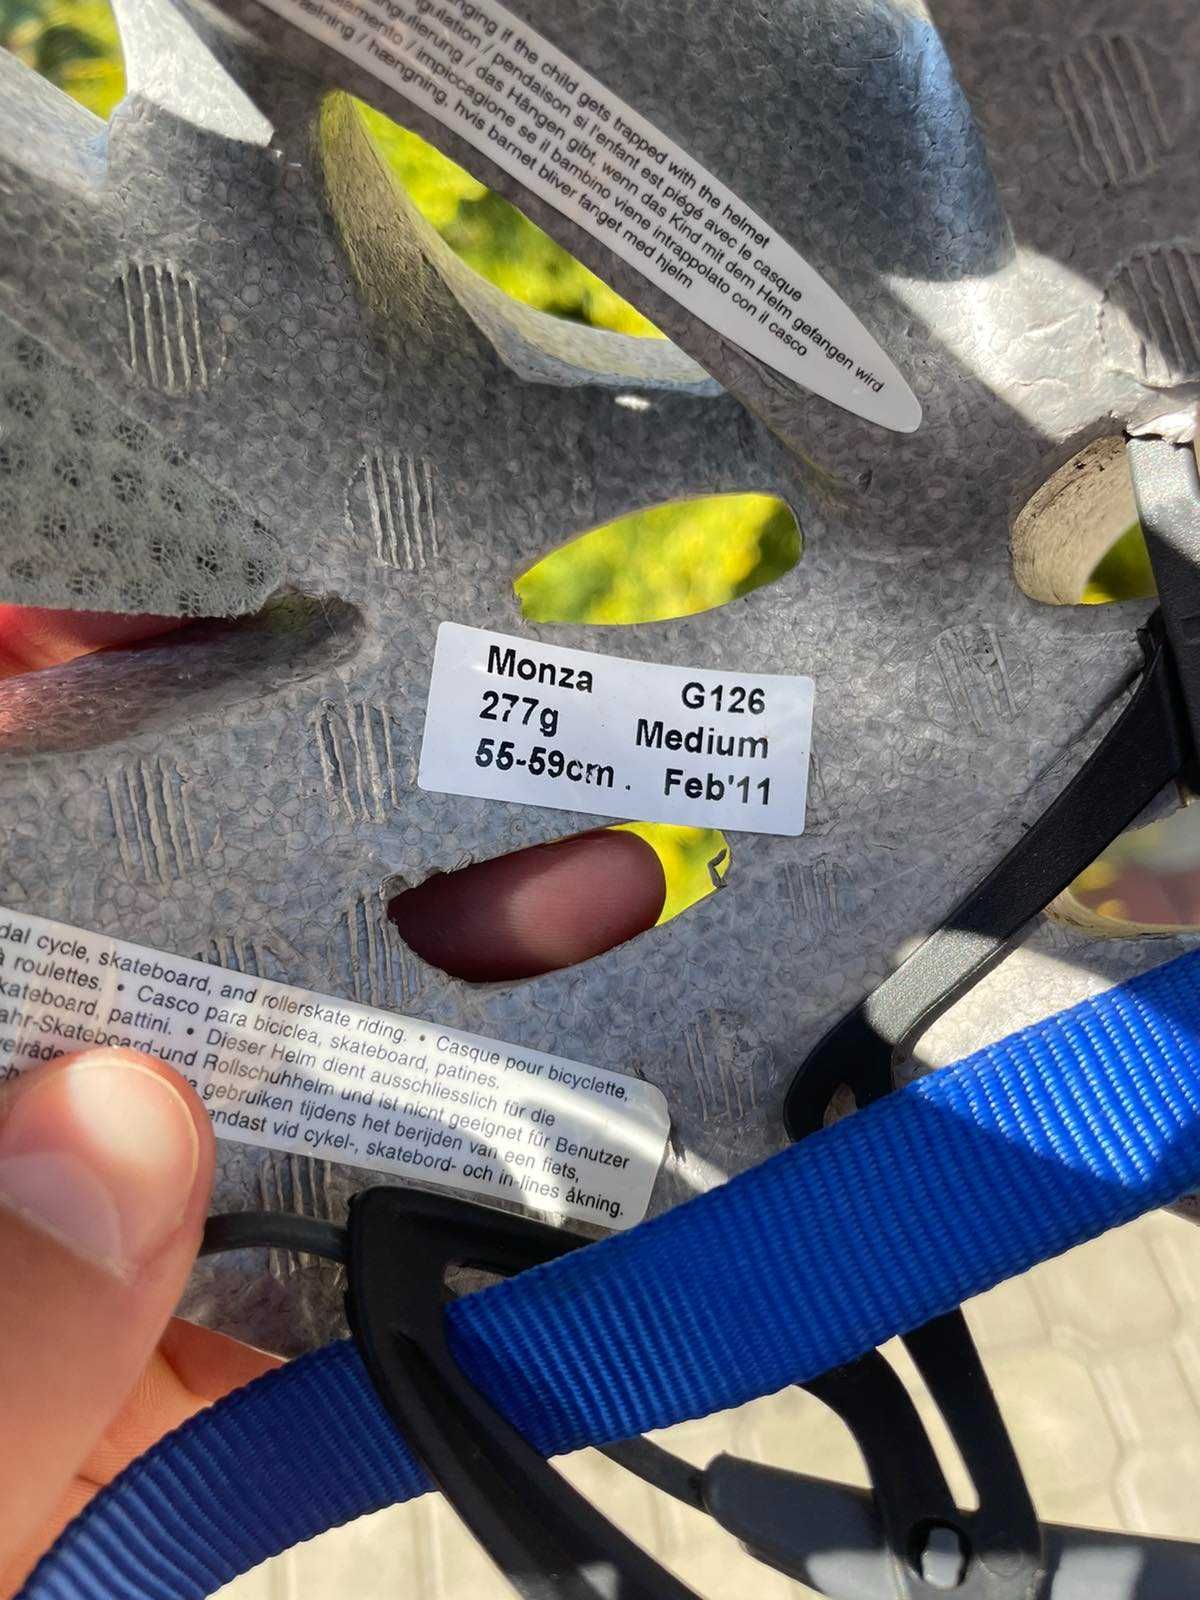 if the child gets trapped with the helmet
/ pendaison si l'enfant est piégé avec le casque
/ das Hängen gibt, wenn das Kind mit dem Helm gefangen wird
/ impiccagione se il bambino viene intrappolato con il casco
/ hængning, hvis barnet bliver fanget med hjelm
Monza G126
277g Medium
55-59cm. Feb'11
cycle, skateboard, and rollerskate riding. • Casque pour bicyclette,
à roulettes. • Casco para biciclea, skateboard, patines.
skateboard, pattini. • Dieser Helm dient ausschliesslich für die
ahr-Skateboard-und Rollschuhhelm und ist nicnt geeignet für Benutzer
gebruiken tijdens het berijden van een fiets,
endast vid cykel-, skatebord- och in-lines åkning.